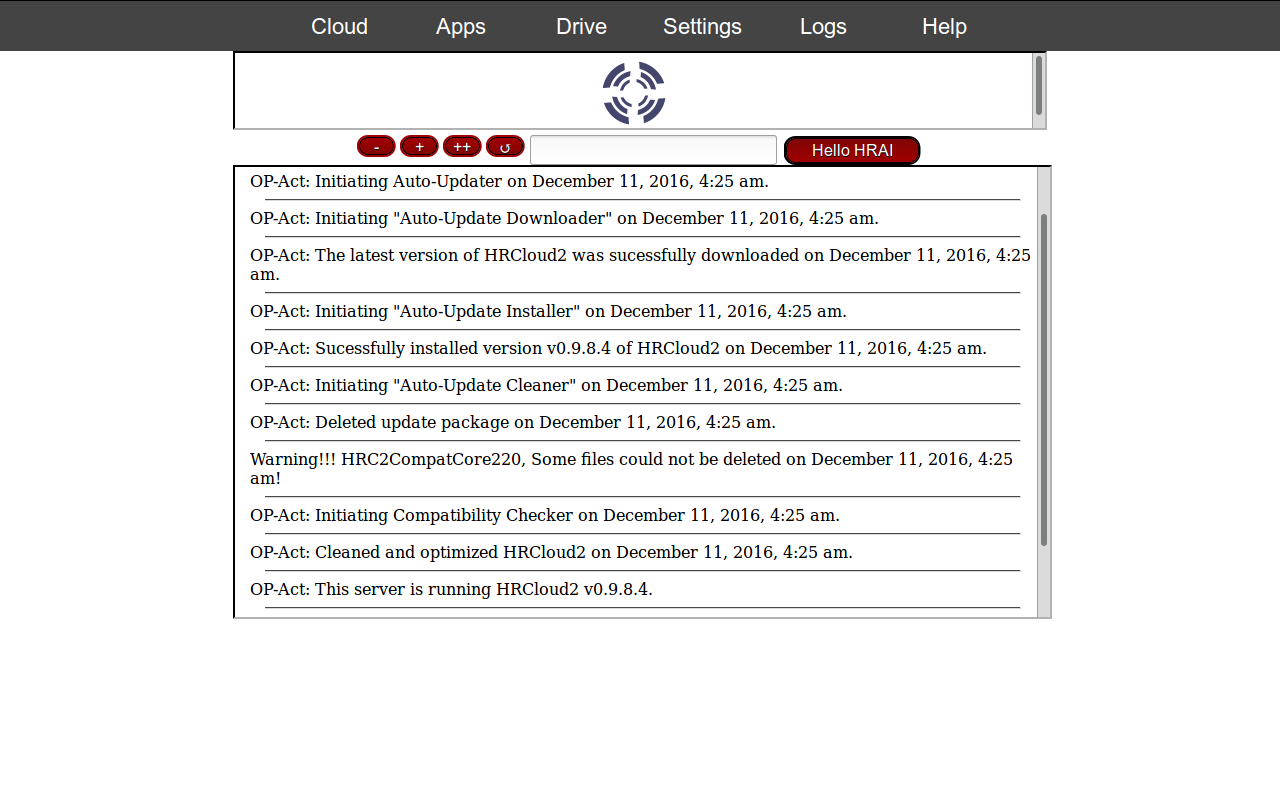 Cloud Apps Drive Settings Logs Help
- + ++ ↺ Hello HRAI
OP-Act: Initiating Auto-Updater on December 11, 2016, 4:25 am.
OP-Act: Initiating "Auto-Update Downloader" on December 11, 2016, 4:25 am.
OP-Act: The latest version of HRCloud2 was sucessfully downloaded on December 11, 2016, 4:25
am.
OP-Act: Initiating "Auto-Update Installer" on December 11, 2016, 4:25 am.
OP-Act: Sucessfully installed version v0.9.8.4 of HRCloud2 on December 11, 2016, 4:25 am.
OP-Act: Initiating "Auto-Update Cleaner" on December 11, 2016, 4:25 am.
OP-Act: Deleted update package on December 11, 2016, 4:25 am.
Warning!!! HRC2CompatCore220, Some files could not be deleted on December 11, 2016, 4:25
am!
OP-Act: Initiating Compatibility Checker on December 11, 2016, 4:25 am.
OP-Act: Cleaned and optimized HRCloud2 on December 11, 2016, 4:25 am.
OP-Act: This server is running HRCloud2 v0.9.8.4.